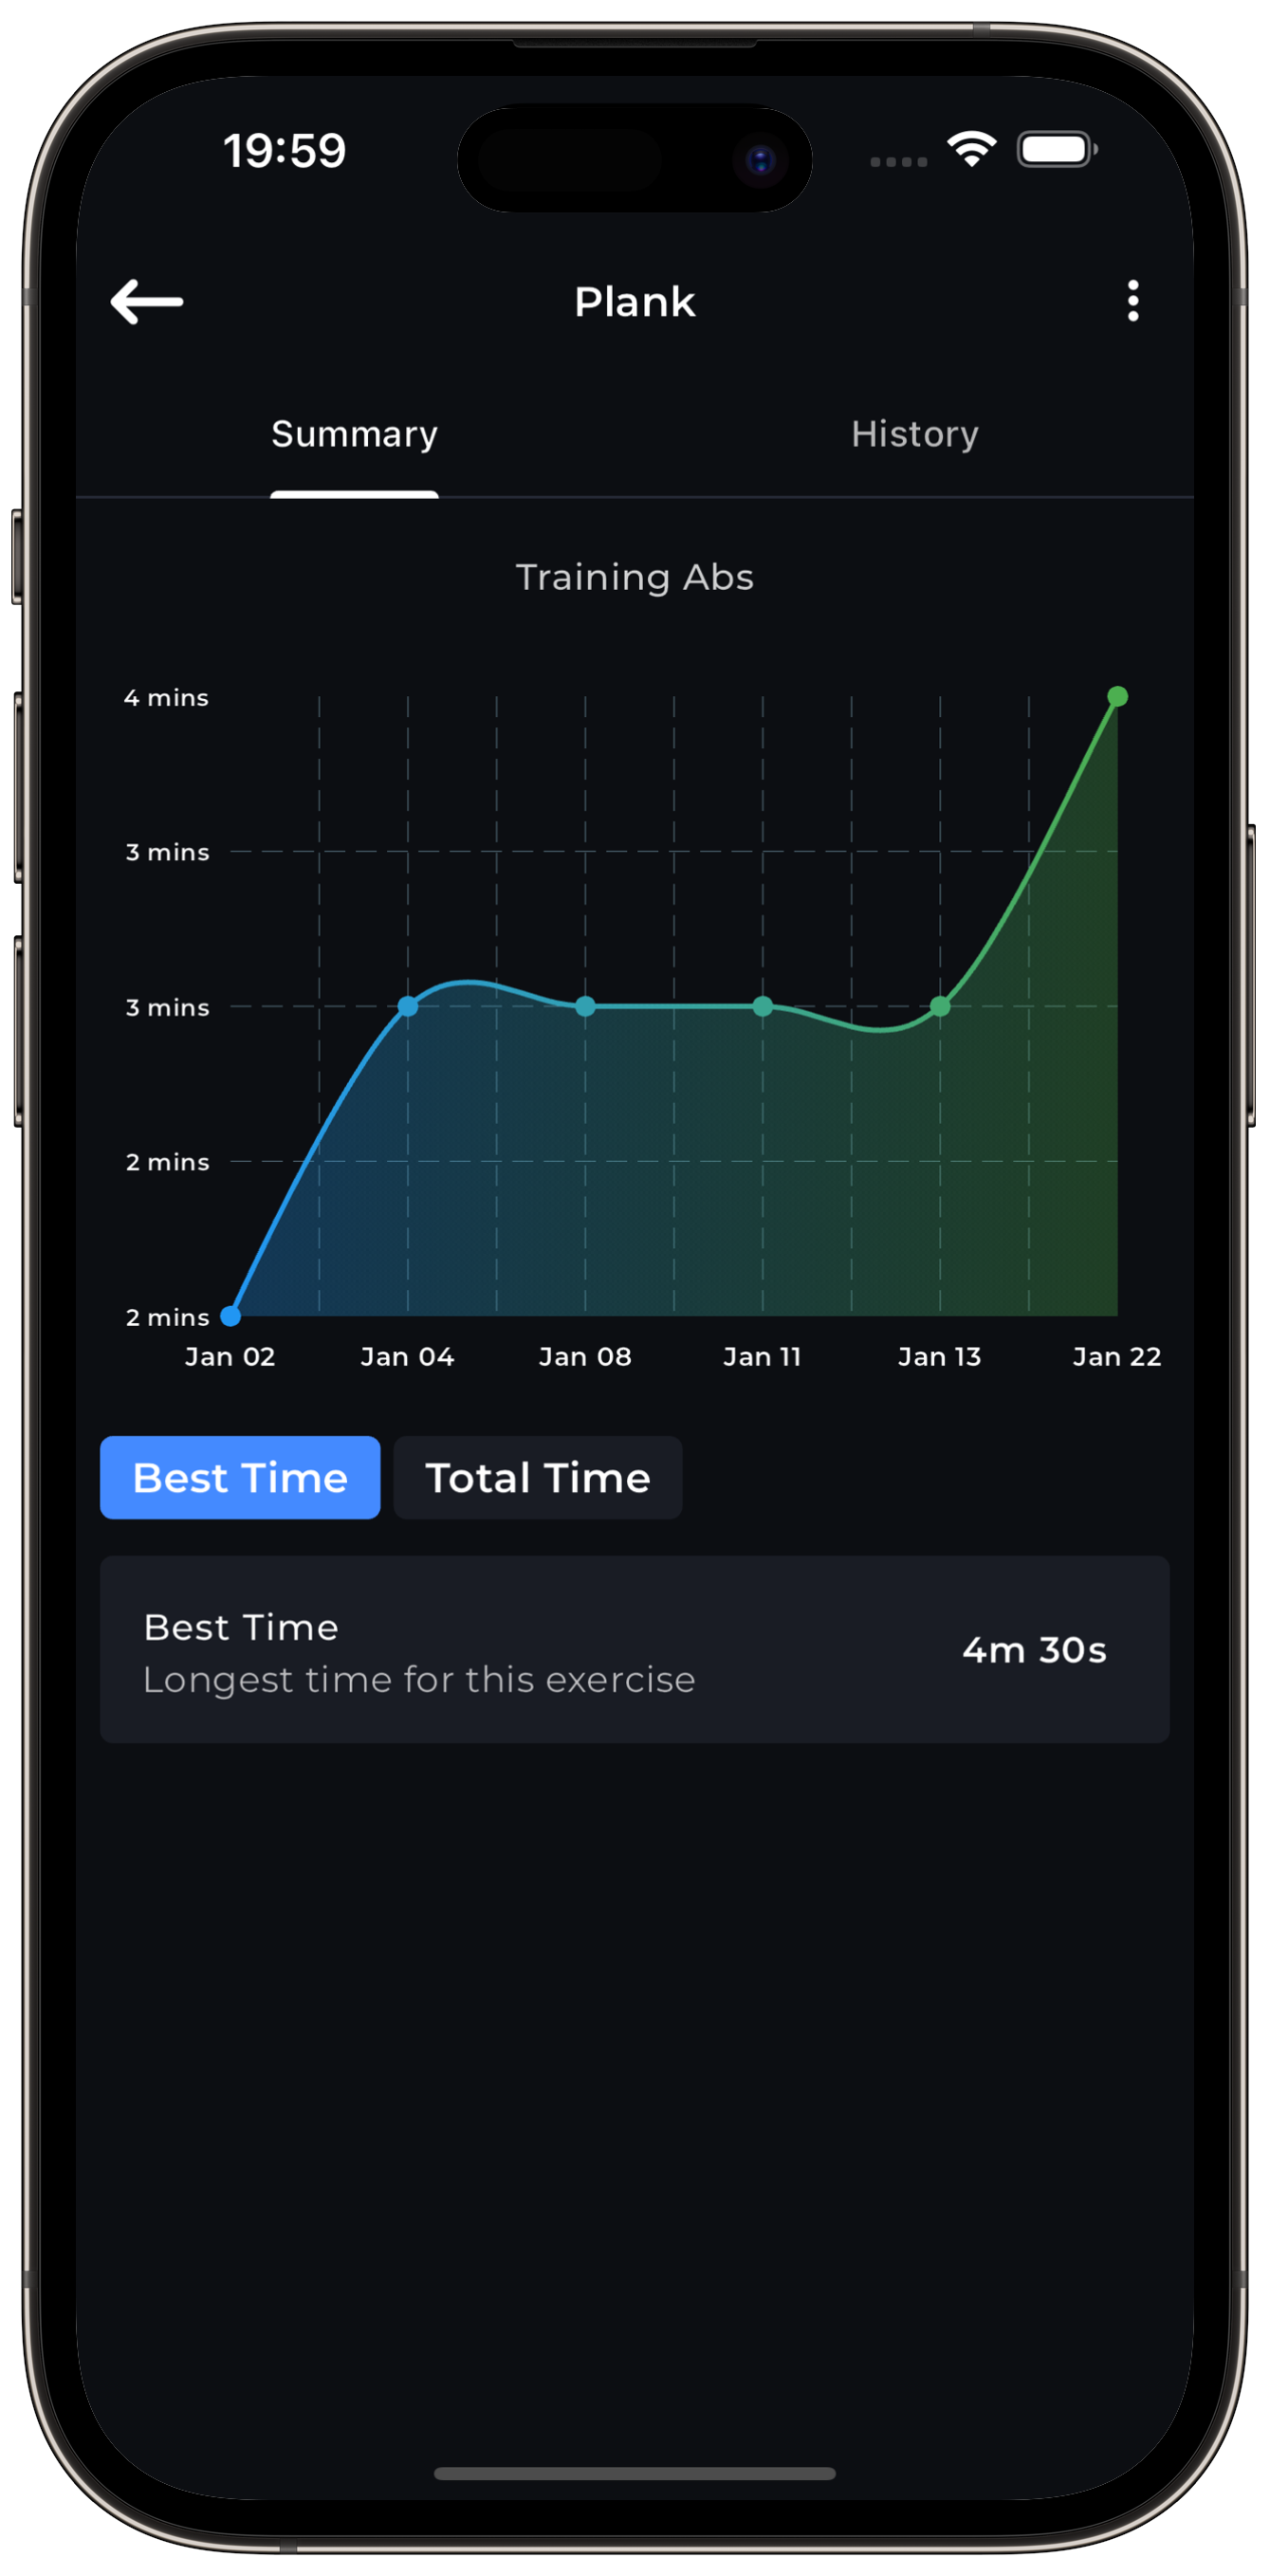 19:59
Plank
Summary
History
Training Abs
4 mins
3 mins
3 mins
2 mins
2 mins
Jan 02 Jan 04 Jan 08 Jan 11 Jan 13 Jan 22
Best Time
Total Time
Best Time
Longest time for this exercise
4m 30s